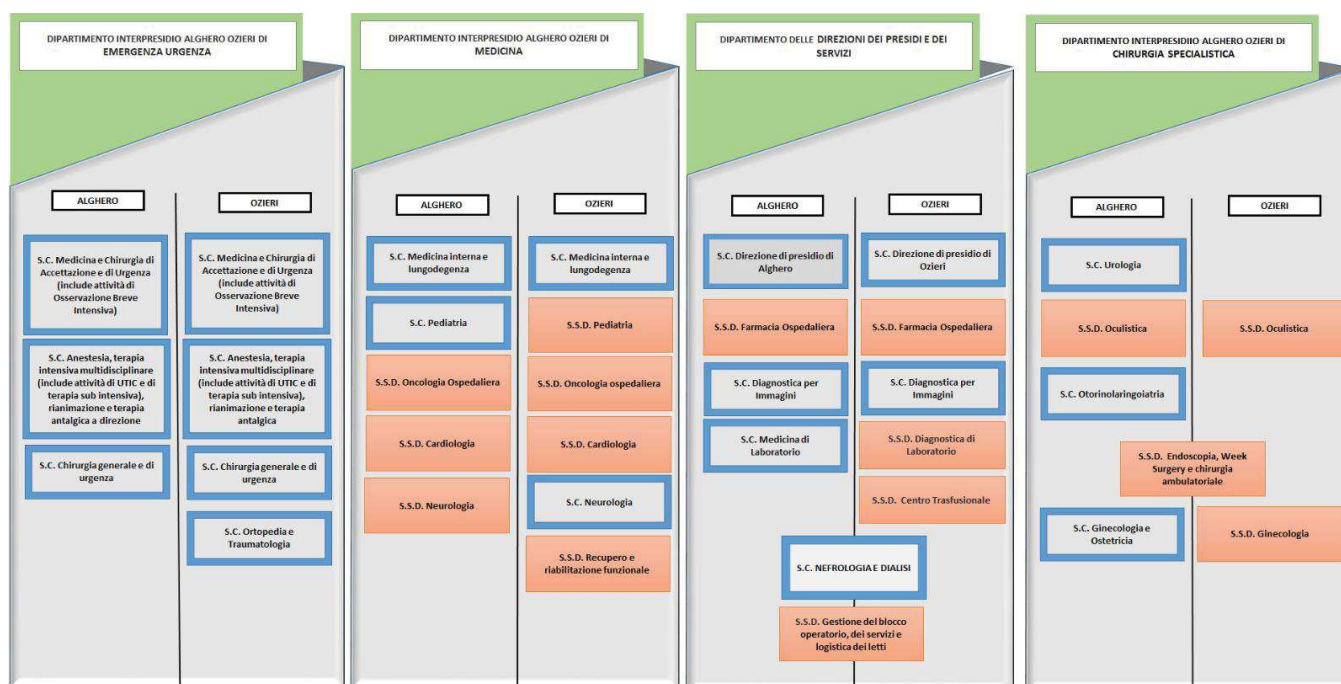 DIPARTIMENTO INTERPRESIDIO ALGHERO OZIERI DI
EMERGENZA URGENZA
ALGHERO
S.C. Medicina e Chirurgia di
Accettazione e di Urgenza
(include attività di
Osservazione Breve
Intensiva)
S.C. Anestesia, terapia
intensiva multidisciplinare
(include attività di UTIC e di
terapia sub intensiva),
rianimazione e terapia
antalgica a direzione
S.C. Chirurgia generale e di
urgenza
OZIERI
S.C. Medicina e Chirurgia di
Accettazione e di Urgenza
(include attività di
Osservazione Breve
Intensiva)
S.C. Anestesia, terapia
intensiva multidisciplinare
(include attività di UTIC e di
terapia sub intensiva),
rianimazione e terapia
antalgica
S.C. Chirurgia generale e di
urgenza
S.C. Ortopedia e
Traumatologia
DIPARTIMENTO INTERPRESIDIO ALGHERO OZIERI DI
MEDICINA
ALGHERO
S.C. Medicina interna e
lungodegenza
S.C. Pediatria
S.S.D. Oncologia Ospedaliera
S.S.D. Cardiologia
S.S.D. Neurologia
OZIERI
S.C. Medicina interna e
lungodegenza
S.S.D. Pediatria
S.S.D. Oncologia ospedaliera
S.S.D. Cardiologia
S.C. Neurologia
S.S.D. Recupero e
riabilitazione funzionale
DIPARTIMENTO DELLE DIREZIONI DEI PRESIDI E DEI
SERVIZI
ALGHERO
S.C. Direzione di presidio di
Alghero
S.S.D. Farmacia Ospedaliera
S.C. Diagnostica per
Immagini
S.C. Medicina di
Laboratorio
OZIERI
S.C. Direzione di presidio di
Ozieri
S.S.D. Farmacia Ospedaliera
S.C. Diagnostica per
Immagini
S.S.D. Diagnostica di
Laboratorio
S.S.D. Centro Trasfusionale
S.C. NEFROLOGIA E DIALISI
S.S.D. Gestione del blocco
operatorio, dei servizi e
logistica dei letti
DIPARTIMENTO INTERPRESIDIIO ALGHERO OZIERI DI
CHIRURGIA SPECIALISTICA
ALGHERO
S.C. Urologia
S.S.D. Oculistica
S.C. Otorinolaringoiatria
OZIERI
S.S.D. Oculistica
S.S.D. Endoscopia, Week
Surgery e chirurgia
ambulatoriale
S.C. Ginecologia e
Ostetricia
S.S.D. Ginecologia